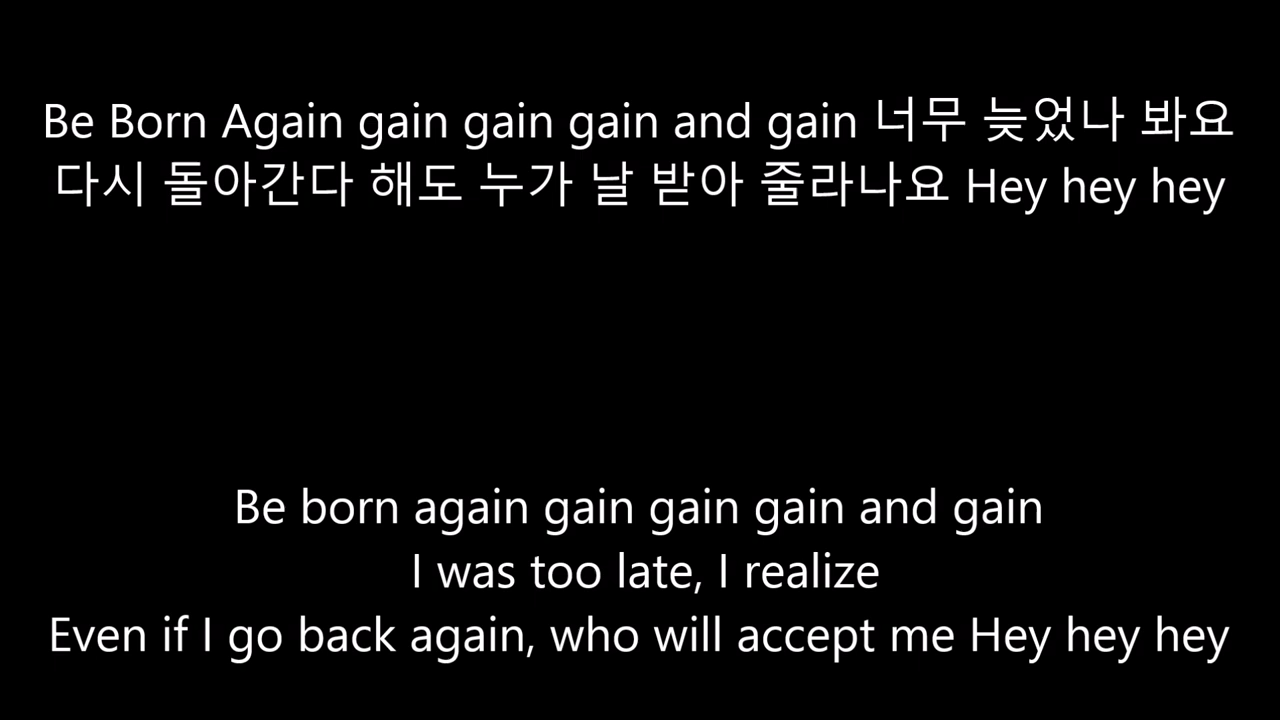 Be Born Again gain gain gain and gain 너무 늦었나 봐요
다시 돌아간다 해도 누가 날 받아 줄라나요 Hey hey hey
Be born again gain gain gain and gain
I was too late, I realize
Even if I go back again, who will accept me Hey hey hey